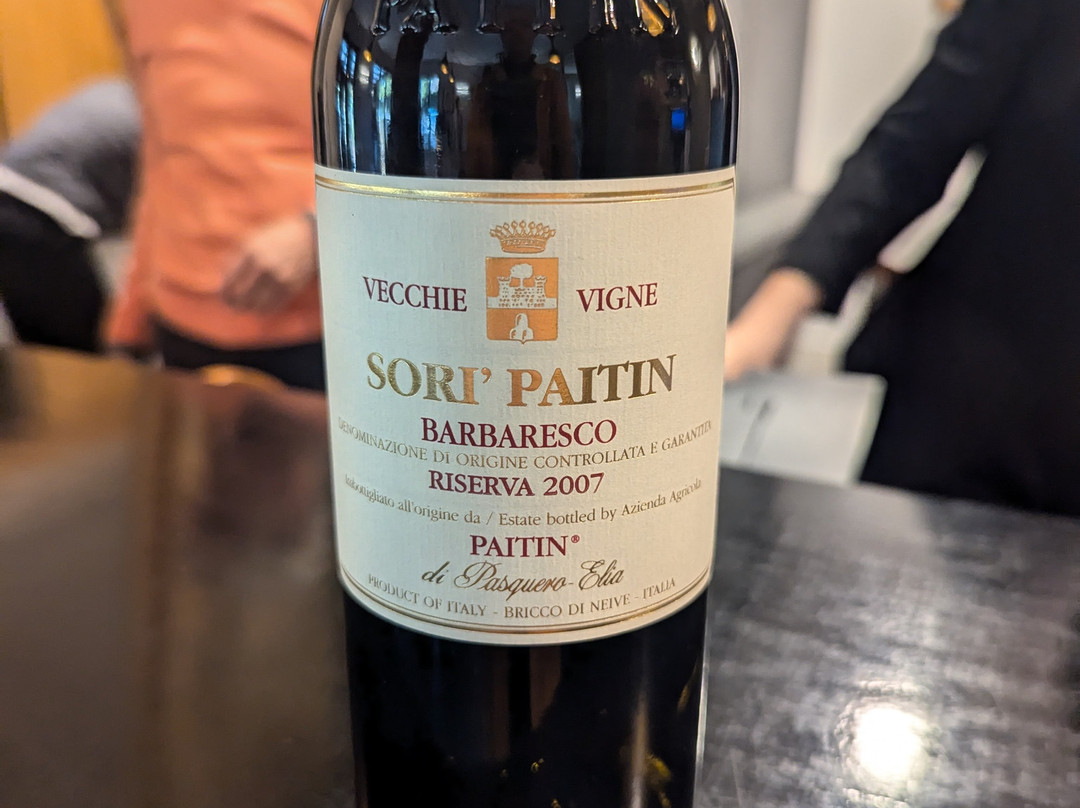 VECCHIE VIGNE
SORI' PAITIN
BARBARESCO
DENOMINAZIONE DI ORIGINE CONTROLLATA E GARANTITA
RISERVA 2007
Imbottigliato all'origine da / Estate bottled by Azienda Agricola
PAITIN®
di Pasquero-Elia
PRODUCT OF ITALY - BRICCO DI NEIVE - ITALIA